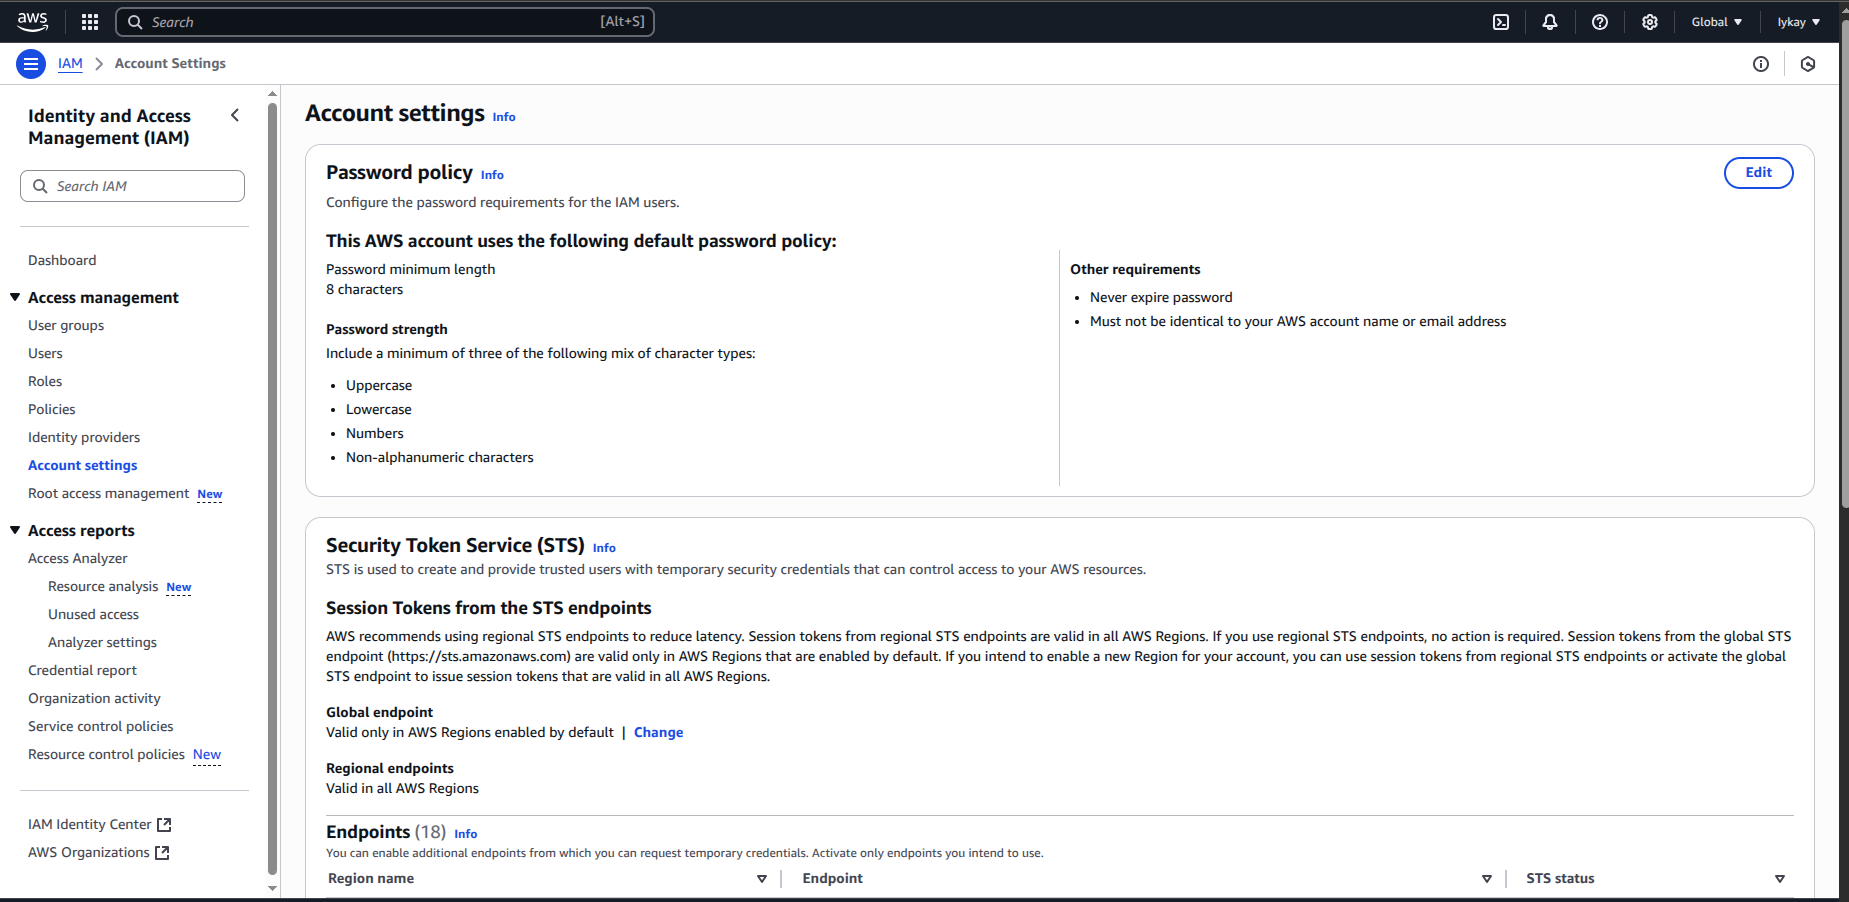 aws
Search [Alt+S]
Global
Iykay
IAM > Account Settings
Identity and Access
Management (IAM)
Search IAM
Dashboard
Access management
User groups
Users
Roles
Policies
Identity providers
Account settings
Root access management New
Access reports
Access Analyzer
Resource analysis New
Unused access
Analyzer settings
Credential report
Organization activity
Service control policies
Resource control policies New
IAM Identity Center
AWS Organizations
Account settings Info
Password policy Info
Edit
Configure the password requirements for the IAM users.
This AWS account uses the following default password policy:
Password minimum length
8 characters
Password strength
Include a minimum of three of the following mix of character types:
• Uppercase
• Lowercase
• Numbers
• Non-alphanumeric characters
Other requirements
• Never expire password
• Must not be identical to your AWS account name or email address
Security Token Service (STS) Info
STS is used to create and provide trusted users with temporary security credentials that can control access to your AWS resources.
Session Tokens from the STS endpoints
AWS recommends using regional STS endpoints to reduce latency. Session tokens from regional STS endpoints are valid in all AWS Regions. If you use regional STS endpoints, no action is required. Session tokens from the global STS
endpoint (https://sts.amazonaws.com) are valid only in AWS Regions that are enabled by default. If you intend to enable a new Region for your account, you can use session tokens from regional STS endpoints or activate the global
STS endpoint to issue session tokens that are valid in all AWS Regions.
Global endpoint
Valid only in AWS Regions enabled by default | Change
Regional endpoints
Valid in all AWS Regions
Endpoints (18) Info
You can enable additional endpoints from which you can request temporary credentials. Activate only endpoints you intend to use.
Region name
Endpoint
STS status